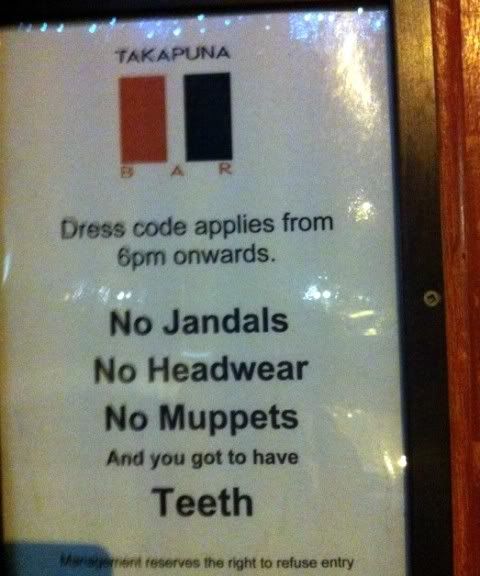 TAKAPUNA
B A R
Dress code applies from
6pm onwards.
No Jandals
No Headwear
No Muppets
And you got to have
Teeth
Management reserves the right to refuse entry